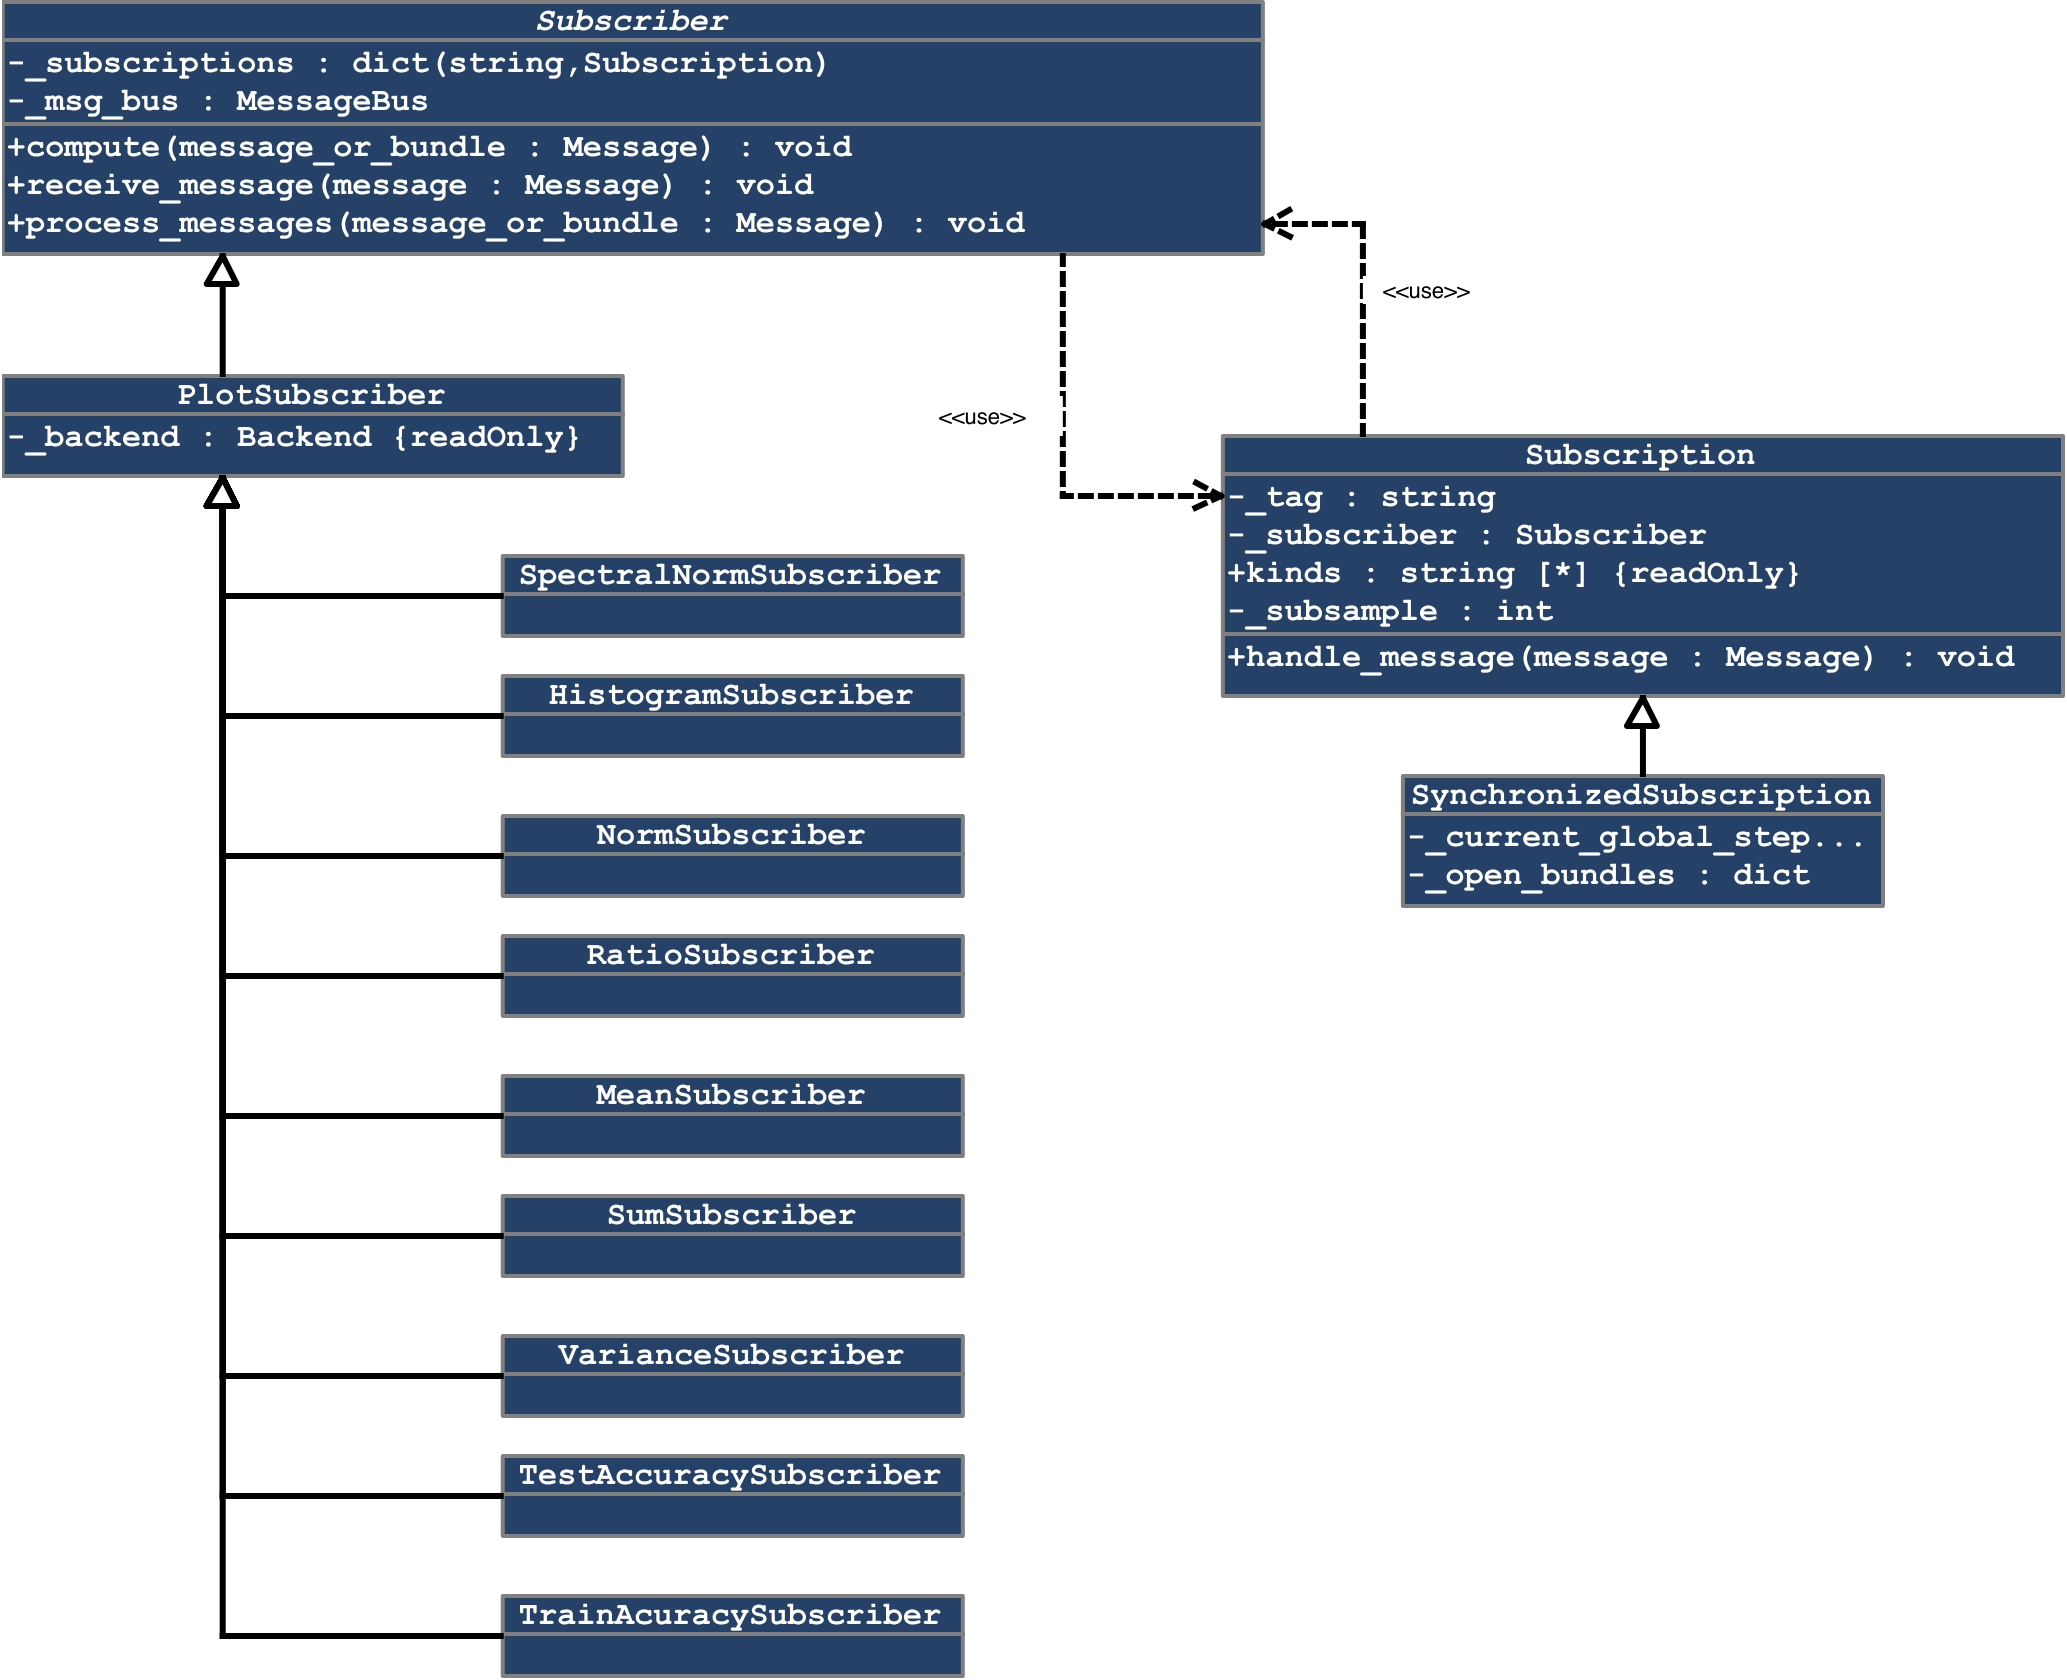 Subscriber
-_subscriptions : dict(string,Subscription)
-_msg_bus : MessageBus
+compute(message_or_bundle : Message) : void
+receive_message(message : Message) : void
+process_messages(message_or_bundle : Message) : void
<<use>>
<<use>>
PlotSubscriber
-_backend : Backend {readOnly}
Subscription
-_tag : string
-_subscriber : Subscriber
+kinds : string [*] {readOnly}
-_subsample : int
+handle_message(message : Message) : void
SynchronizedSubscription
-_current_global_step...
-_open_bundles : dict
SpectralNormSubscriber
HistogramSubscriber
NormSubscriber
RatioSubscriber
MeanSubscriber
SumSubscriber
VarianceSubscriber
TestAccuracySubscriber
TrainAcuracySubscriber